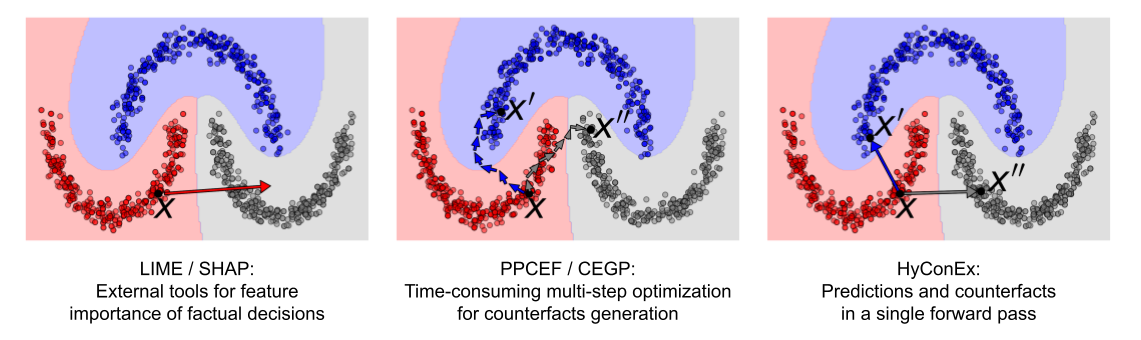 X
X'
X''
X
X'
X''
X
LIME / SHAP:
External tools for feature
importance of factual decisions
PPCEF / CEGP:
Time-consuming multi-step optimization
for counterfacts generation
HyConEx:
Predictions and counterfacts
in a single forward pass